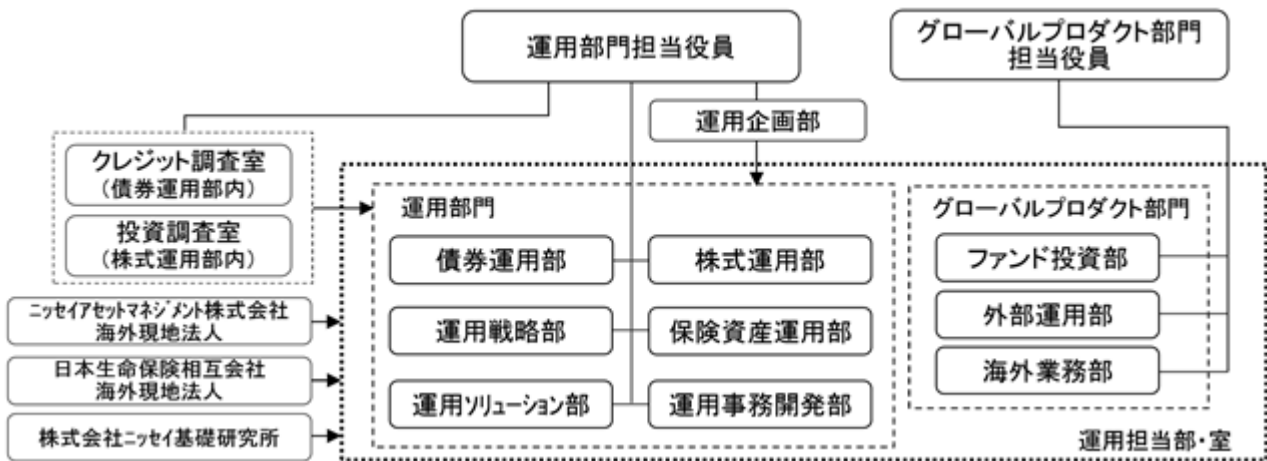 運用部門担当役員
グローバルプロダクト部門
担当役員
運用企画部
クレジット調査室
（債券運用部内）
投資調査室
（株式運用部内）
運用部門
債券運用部
株式運用部
運用戦略部
保険資産運用部
運用ソリューション部
運用事務開発部
グローバルプロダクト部門
ファンド投資部
外部運用部
海外業務部
ニッセイアセットマネジメント株式会社
海外現地法人
日本生命保険相互会社
海外現地法人
株式会社ニッセイ基礎研究所
運用担当部・室